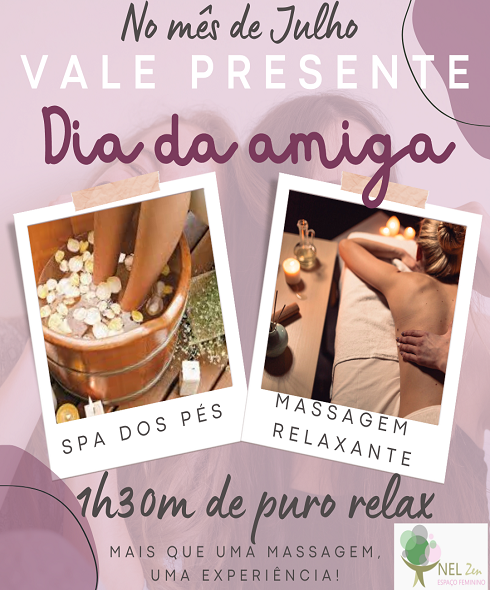 No mês de Julho
VALE PRESENTE
Dia da amiga
SPA DOS PÉS
MASSAGEM
RELAXANTE
1h30m de puro relax
MAIS QUE UMA MASSAGEM,
UMA EXPERIÊNCIA!
NEL Zen
ESPAÇO FEMININO